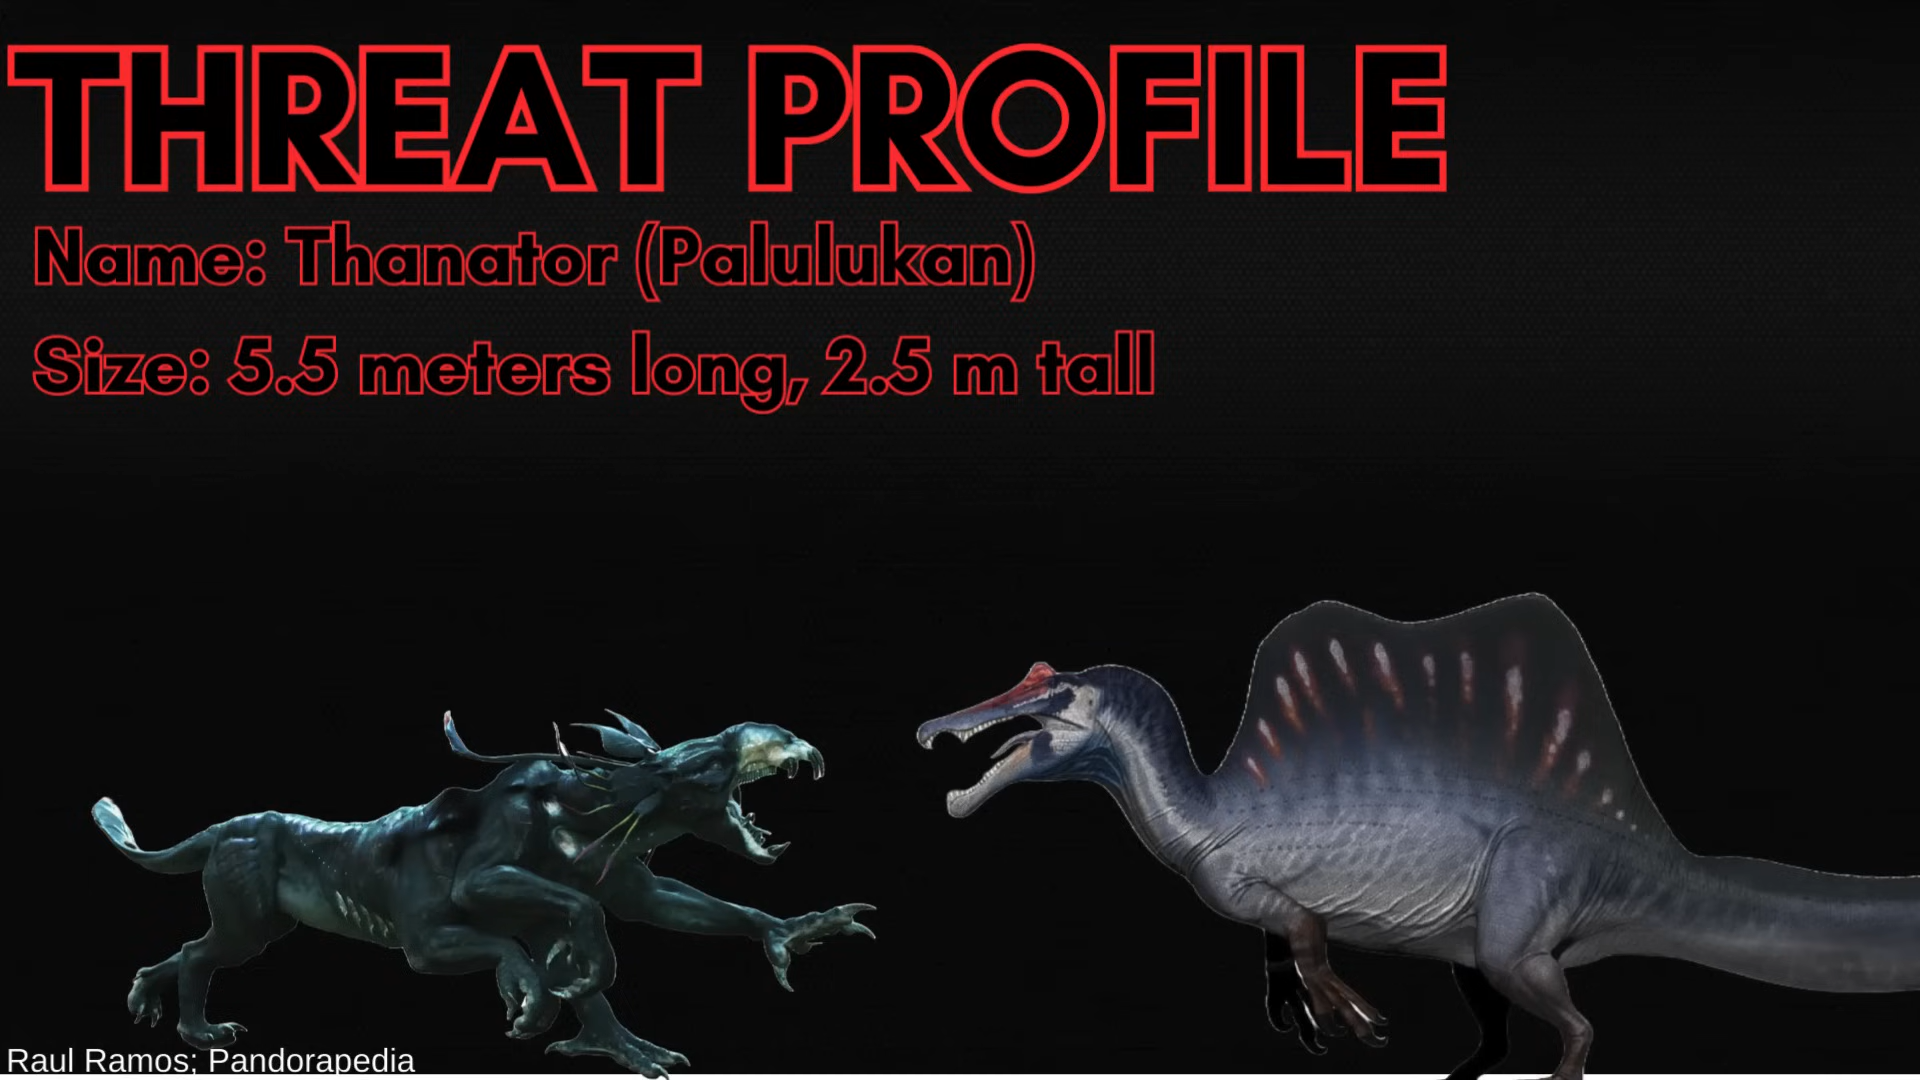 THREAT PROFILE
Name: Thanator (Palulukan)
Size: 5.5 meters long, 2.5 m tall
Raul Ramos; Pandorapedia